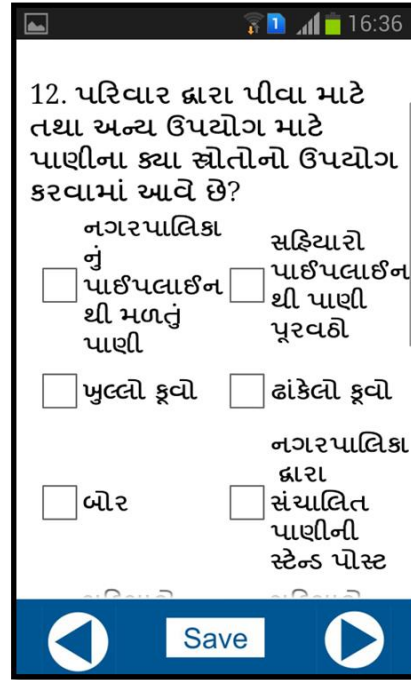 1 16:36
12. પરિવાર દ્વારા પીવા માટે
તથા અન્ય ઉપયોગ માટે
પાણીના ક્યા સ્ત્રોતોનો ઉપયોગ
કરવામાં આવે છે?
નગરપાલિકા
નું
પાઈપલાઈન
થી મળતું
પાણી
સહિયારો
પાઈપલાઈન
થી પાણી
પૂરવઠો
ખુલ્લો કૂવો
ઢાંકેલો કૂવો
બોર
નગરપાલિકા
દ્વારા
સંચાલિત
પાણીની
સ્ટેન્ડ પોસ્ટ
Save